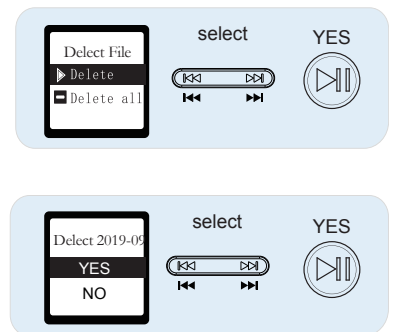 select
YES
Delect File
Delete
Delete all
select
YES
Delect 2019-09
YES
NO